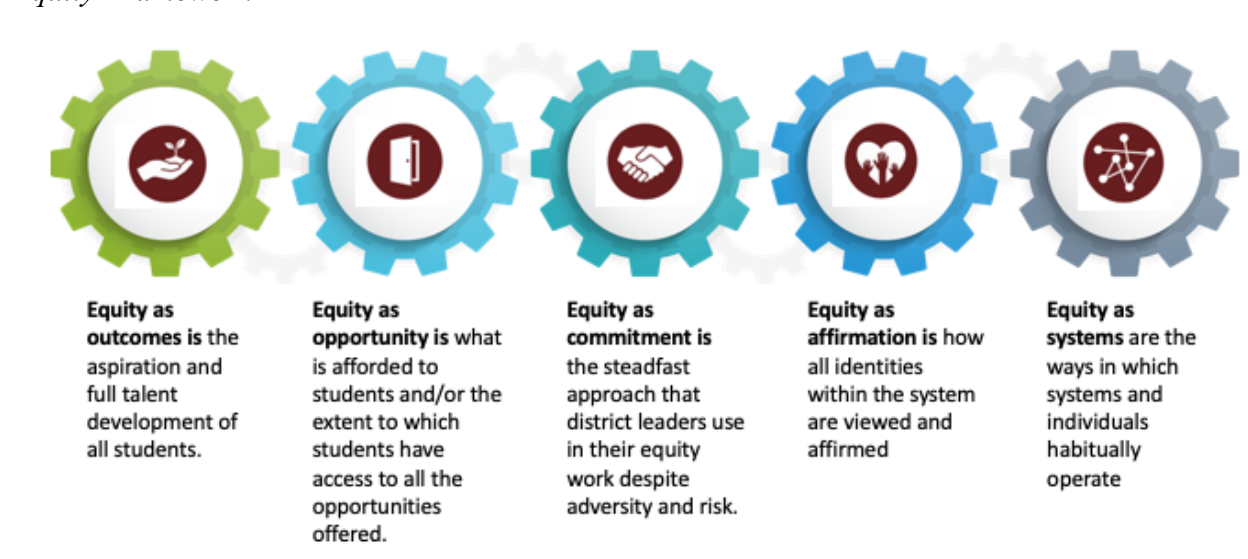 Equity as
outcomes is the
aspiration and
full talent
development of
all students.
Equity as
opportunity is what
is afforded to
students and/or the
extent to which
students have
access to all the
opportunities
offered.
Equity as
commitment is
the steadfast
approach that
district leaders use
in their equity
work despite
adversity and risk.
Equity as
affirmation is how
all identities
within the system
are viewed and
affirmed
Equity as
systems are the
ways in which
systems and
individuals
habitually
operate